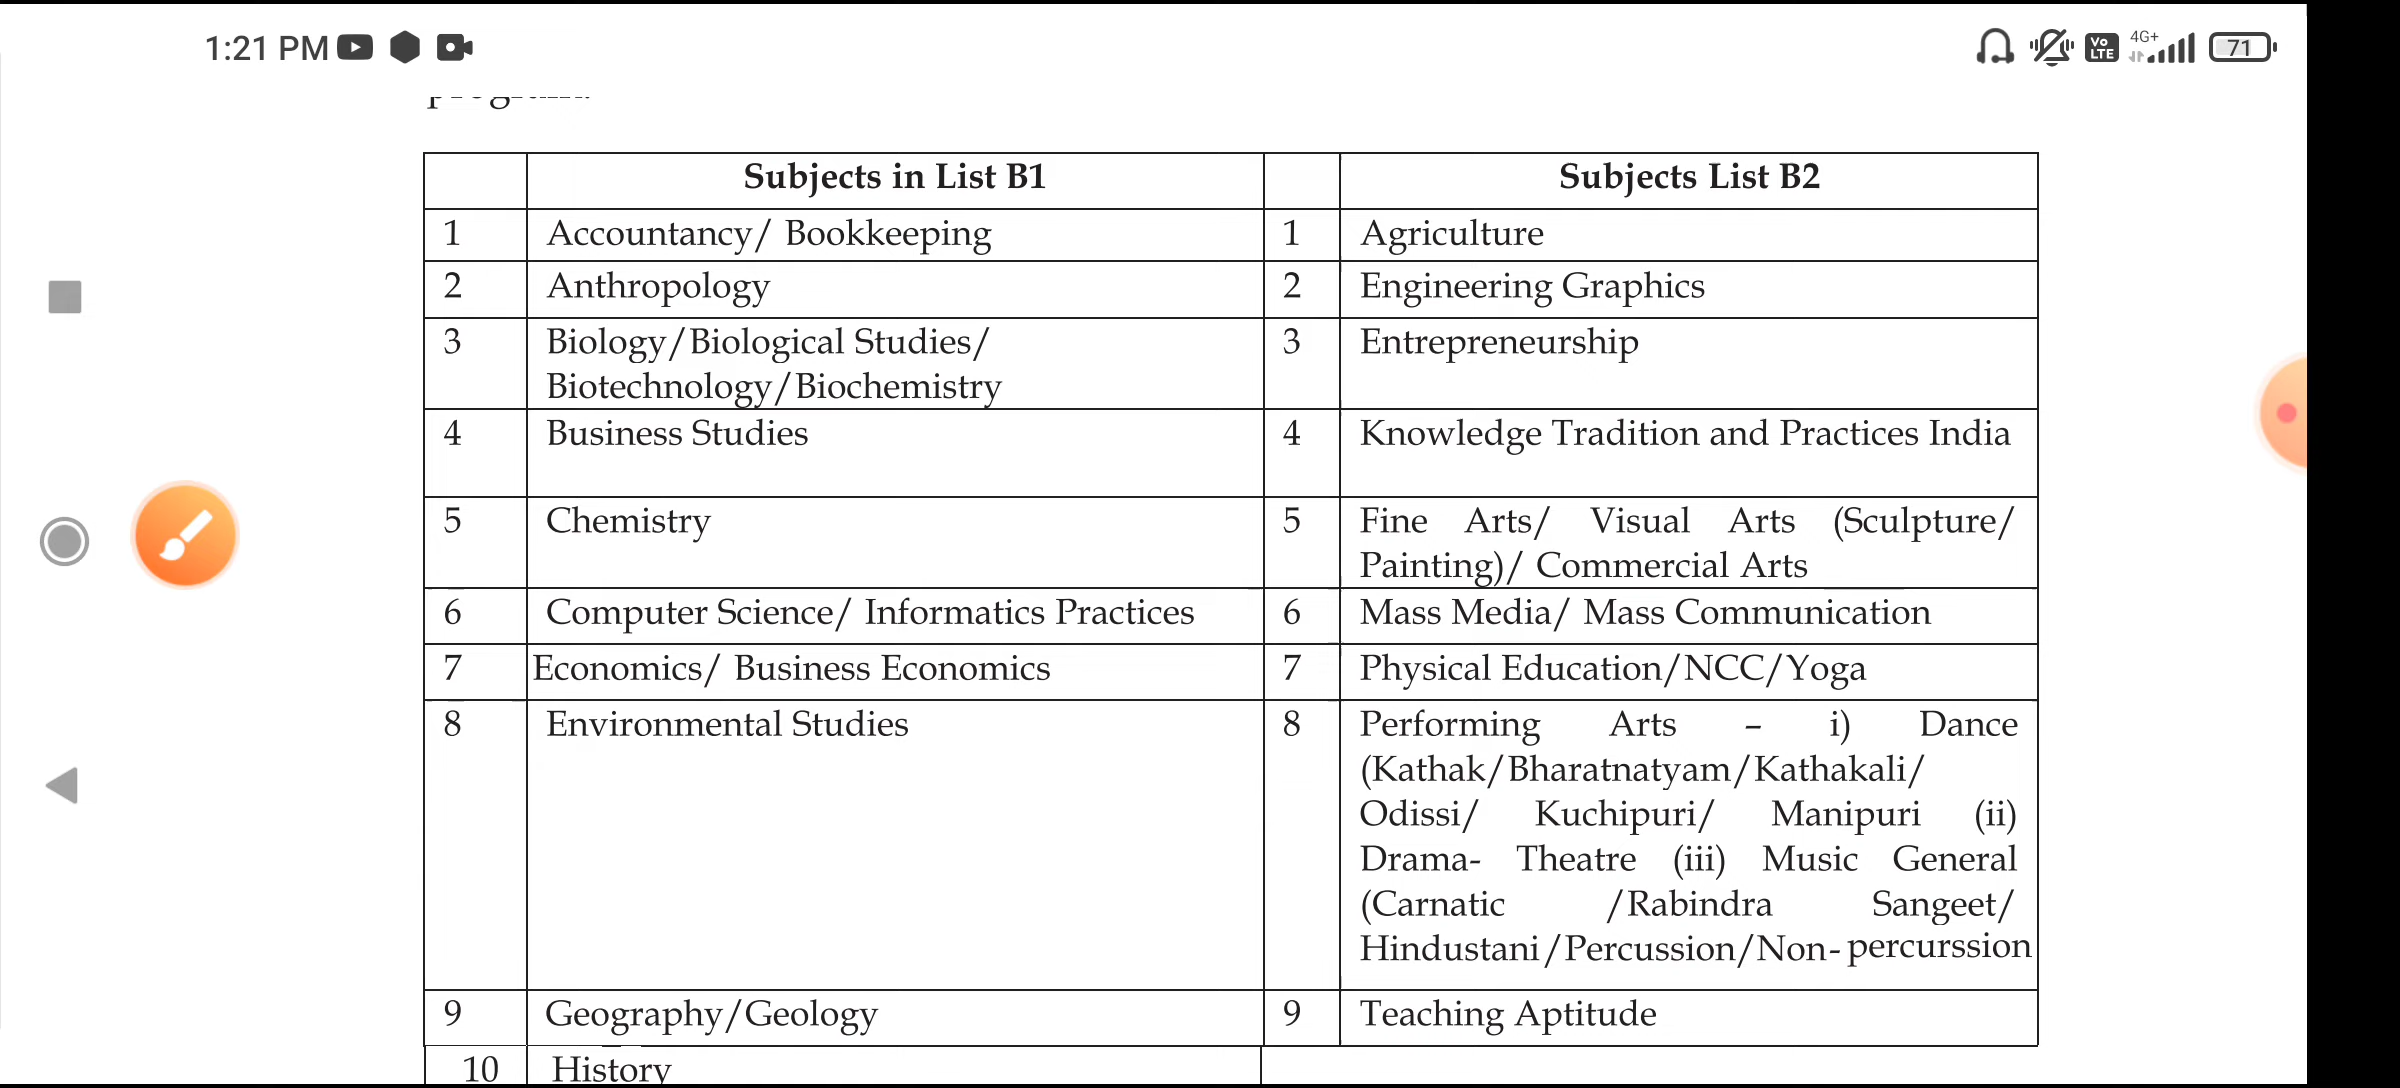 1:21 PM
Vo
LTE
4G+
71
program.
Subjects in List B1
Subjects List B2
1
Accountancy/ Bookkeeping
1
Agriculture
2
Anthropology
2
Engineering Graphics
3
Biology/Biological Studies/
Biotechnology/Biochemistry
3
Entrepreneurship
4
Business Studies
4
Knowledge Tradition and Practices India
5
Chemistry
5
Fine Arts/ Visual Arts (Sculpture/
Painting)/ Commercial Arts
6
Computer Science/ Informatics Practices
6
Mass Media/ Mass Communication
7
Economics/ Business Economics
7
Physical Education/NCC/Yoga
8
Environmental Studies
8
Performing Arts – i) Dance
(Kathak/Bharatnatyam/Kathakali/
Odissi/ Kuchipuri/ Manipuri (ii)
Drama- Theatre (iii) Music General
(Carnatic /Rabindra Sangeet/
Hindustani/Percussion/Non-percurssion
9
Geography/Geology
9
Teaching Aptitude
10
History